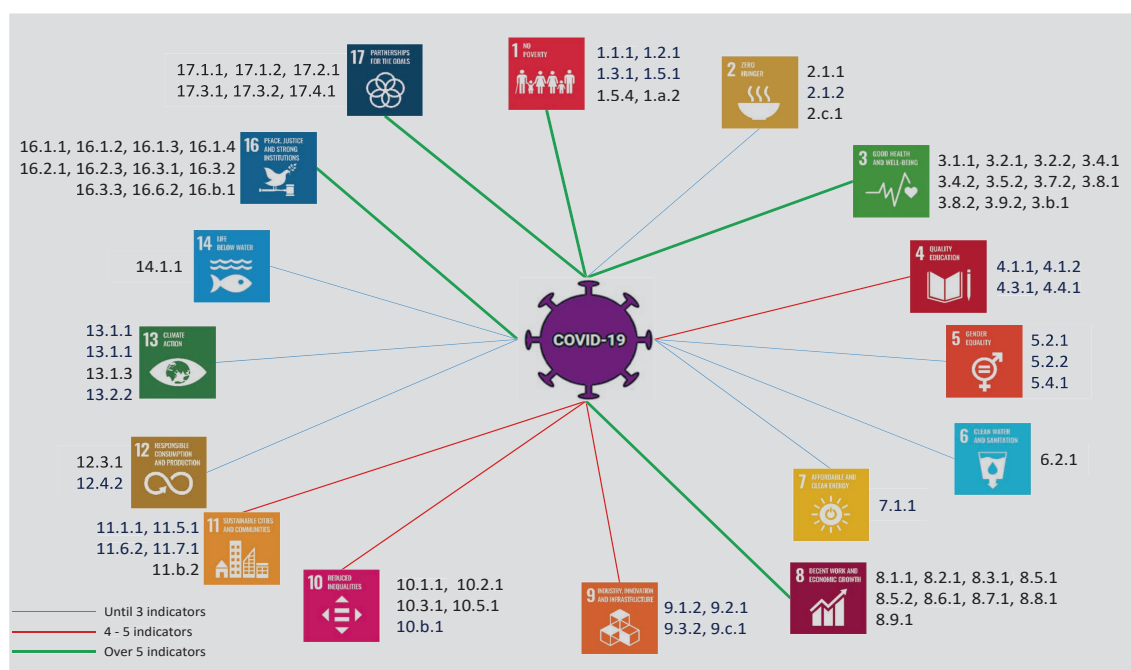 17 PARTNERSHIPS
FOR THE GOALS
17.1.1, 17.1.2, 17.2.1
17.3.1, 17.3.2, 17.4.1
1 NO
POVERTY
1.1.1, 1.2.1
1.3.1, 1.5.1
1.5.4, 1.a.2
2 ZERO
HUNGER
2.1.1
2.1.2
2.c.1
16 PEACE, JUSTICE
AND STRONG
INSTITUTIONS
16.1.1, 16.1.2, 16.1.3, 16.1.4
16.2.1, 16.2.3, 16.3.1, 16.3.2
16.3.3, 16.6.2, 16.b.1
3 GOOD HEALTH
AND WELL-BEING
3.1.1, 3.2.1, 3.2.2, 3.4.1
3.4.2, 3.5.2, 3.7.2, 3.8.1
3.8.2, 3.9.2, 3.b.1
14 LIFE
BELOW WATER
14.1.1
4 QUALITY
EDUCATION
4.1.1, 4.1.2
4.3.1, 4.4.1
COVID-19
13 CLIMATE
ACTION
13.1.1
13.1.1
13.1.3
13.2.2
5 GENDER
EQUALITY
5.2.1
5.2.2
5.4.1
12 RESPONSIBLE
CONSUMPTION
AND PRODUCTION
12.3.1
12.4.2
6 CLEAN WATER
AND SANITATION
6.2.1
7 AFFORDABLE AND
CLEAN ENERGY
7.1.1
11 SUSTAINABLE CITIES
AND COMMUNITIES
11.1.1, 11.5.1
11.6.2, 11.7.1
11.b.2
10 REDUCED
INEQUALITIES
10.1.1, 10.2.1
10.3.1, 10.5.1
10.b.1
9 INDUSTRY, INNOVATION
AND INFRASTRUCTURE
9.1.2, 9.2.1
9.3.2, 9.c.1
8 DECENT WORK AND
ECONOMIC GROWTH
8.1.1, 8.2.1, 8.3.1, 8.5.1
8.5.2, 8.6.1, 8.7.1, 8.8.1
8.9.1
Until 3 indicators
4 - 5 indicators
Over 5 indicators